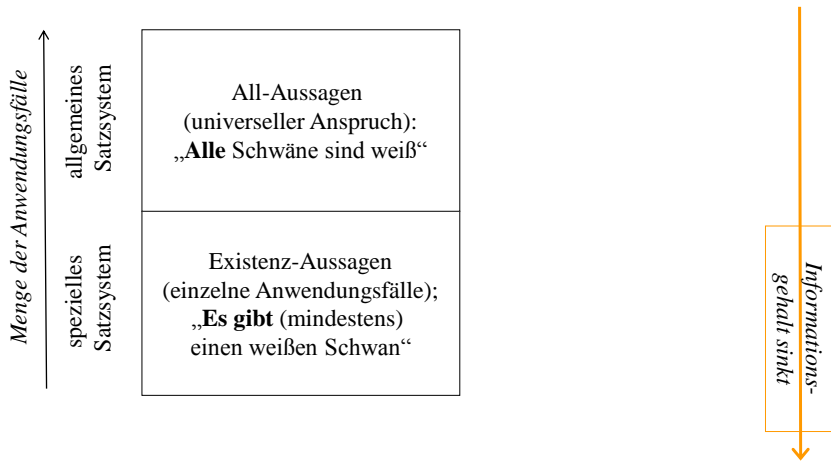 Menge der Anwendungsfälle
allgemeines
Satzsystem
All-Aussagen
(universeller Anspruch):
„Alle Schwäne sind weiß“
spezielles
Satzsystem
Existenz-Aussagen
(einzelne Anwendungsfälle);
„Es gibt (mindestens)
einen weißen Schwan“
Informations-
gehalt sinkt